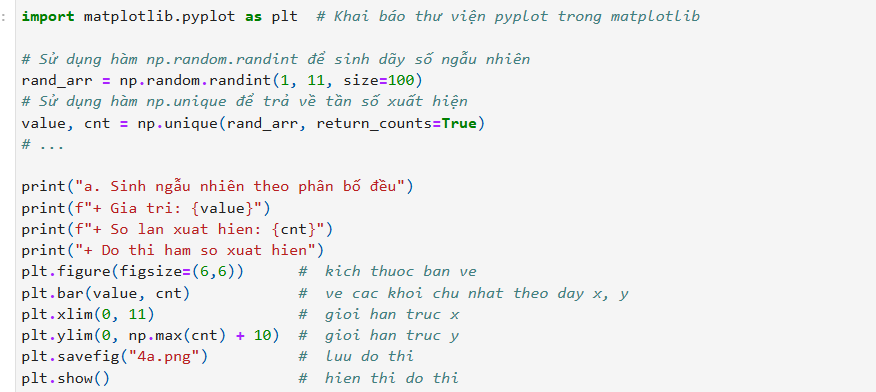 :
import matplotlib.pyplot as plt  # Khai báo thư viện pyplot trong matplotlib

# Sử dụng hàm np.random.randint để sinh dãy số ngẫu nhiên
rand_arr = np.random.randint(1, 11, size=100)
# Sử dụng hàm np.unique để trả về tần số xuất hiện
value, cnt = np.unique(rand_arr, return_counts=True)
# ...

print("a. Sinh ngẫu nhiên theo phân bố đều")
print(f"+ Gia tri: {value}")
print(f"+ So lan xuat hien: {cnt}")
print("+ Do thi ham so xuat hien")
plt.figure(figsize=(6,6))      #  kich thuoc ban ve
plt.bar(value, cnt)            #  ve cac khoi chu nhat theo day x, y
plt.xlim(0, 11)                #  gioi han truc x
plt.ylim(0, np.max(cnt) + 10)  #  gioi han truc y
plt.savefig("4a.png")          #  luu do thi
plt.show()                     #  hien thi do thi